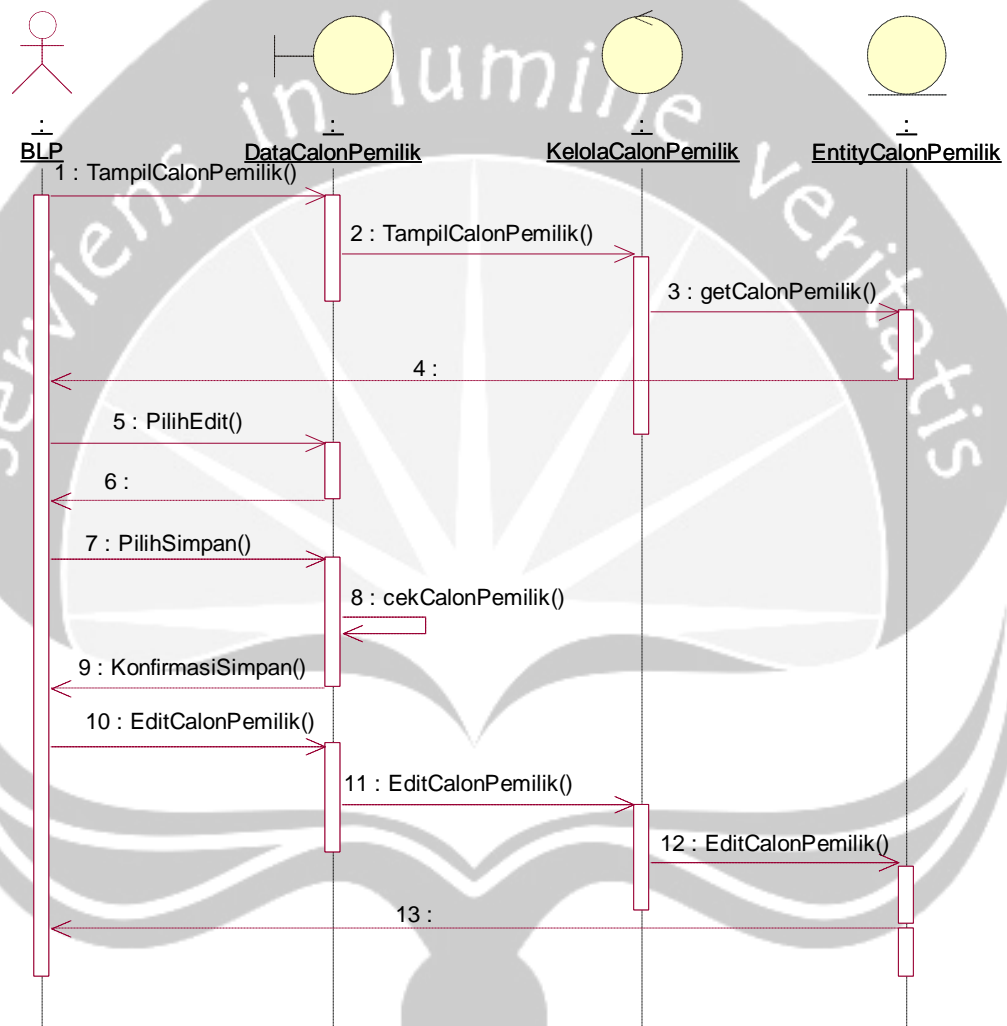 serviens in lumine veritatis
:
BLP
:
DataCalonPemilik
:
KelolaCalonPemilik
:
EntityCalonPemilik
1 : TampilCalonPemilik()
2 : TampilCalonPemilik()
3 : getCalonPemilik()
4 :
5 : PilihEdit()
6 :
7 : PilihSimpan()
8 : cekCalonPemilik()
9 : KonfirmasiSimpan()
10 : EditCalonPemilik()
11 : EditCalonPemilik()
12 : EditCalonPemilik()
13 :